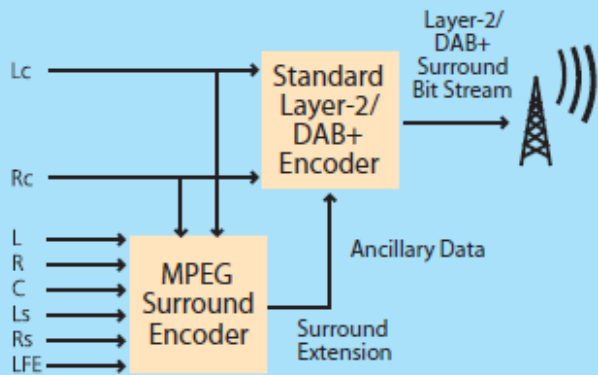 Lc
Rc
L
R
C
Ls
Rs
LFE
MPEG
Surround
Encoder
Standard
Layer-2/
DAB+
Encoder
Layer-2/
DAB+
Surround
Bit Stream
Ancillary Data
Surround
Extension